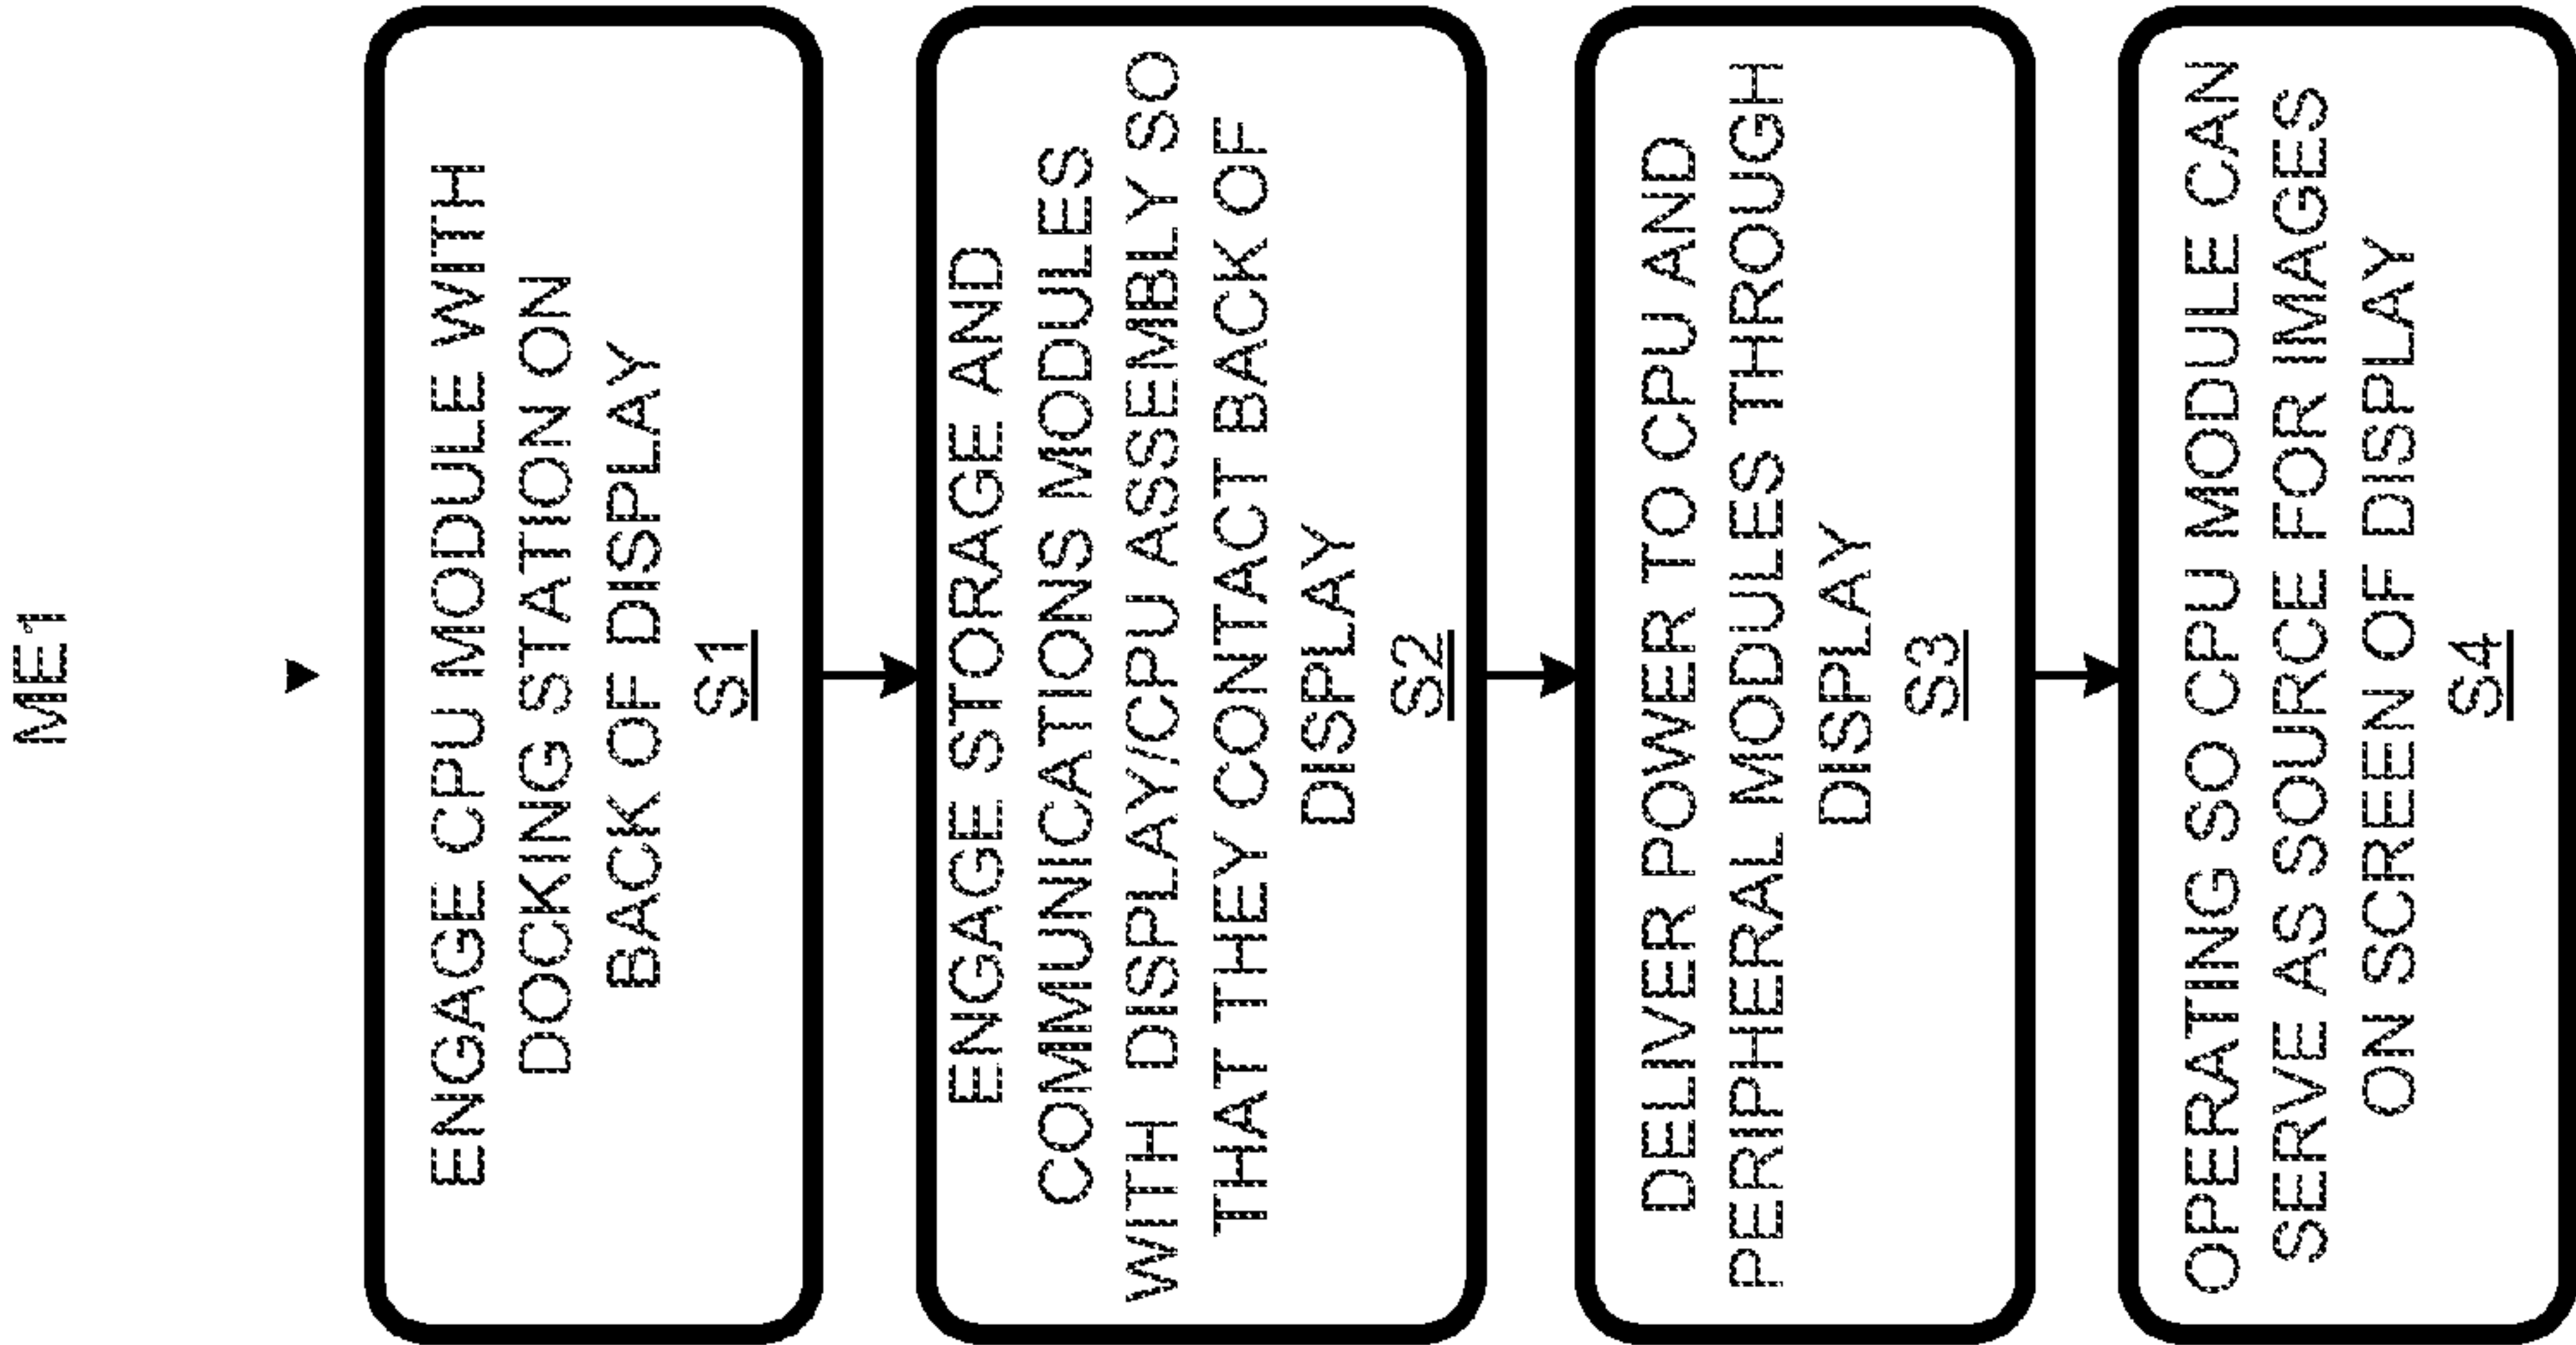 ME1
ENGAGE CPU MODULE WITH
DOCKING STATION ON
BACK OF DISPLAY
S1
ENGAGE STORAGE AND
COMMUNICATIONS MODULES
WITH DISPLAY/CPU ASSEMBLY SO
THAT THEY CONTACT BACK OF
DISPLAY
S2
DELIVER POWER TO CPU AND
PERIPHERAL MODULES THROUGH
DISPLAY
S3
OPERATING SO CPU MODULE CAN
SERVE AS SOURCE FOR IMAGES
ON SCREEN OF DISPLAY
S4